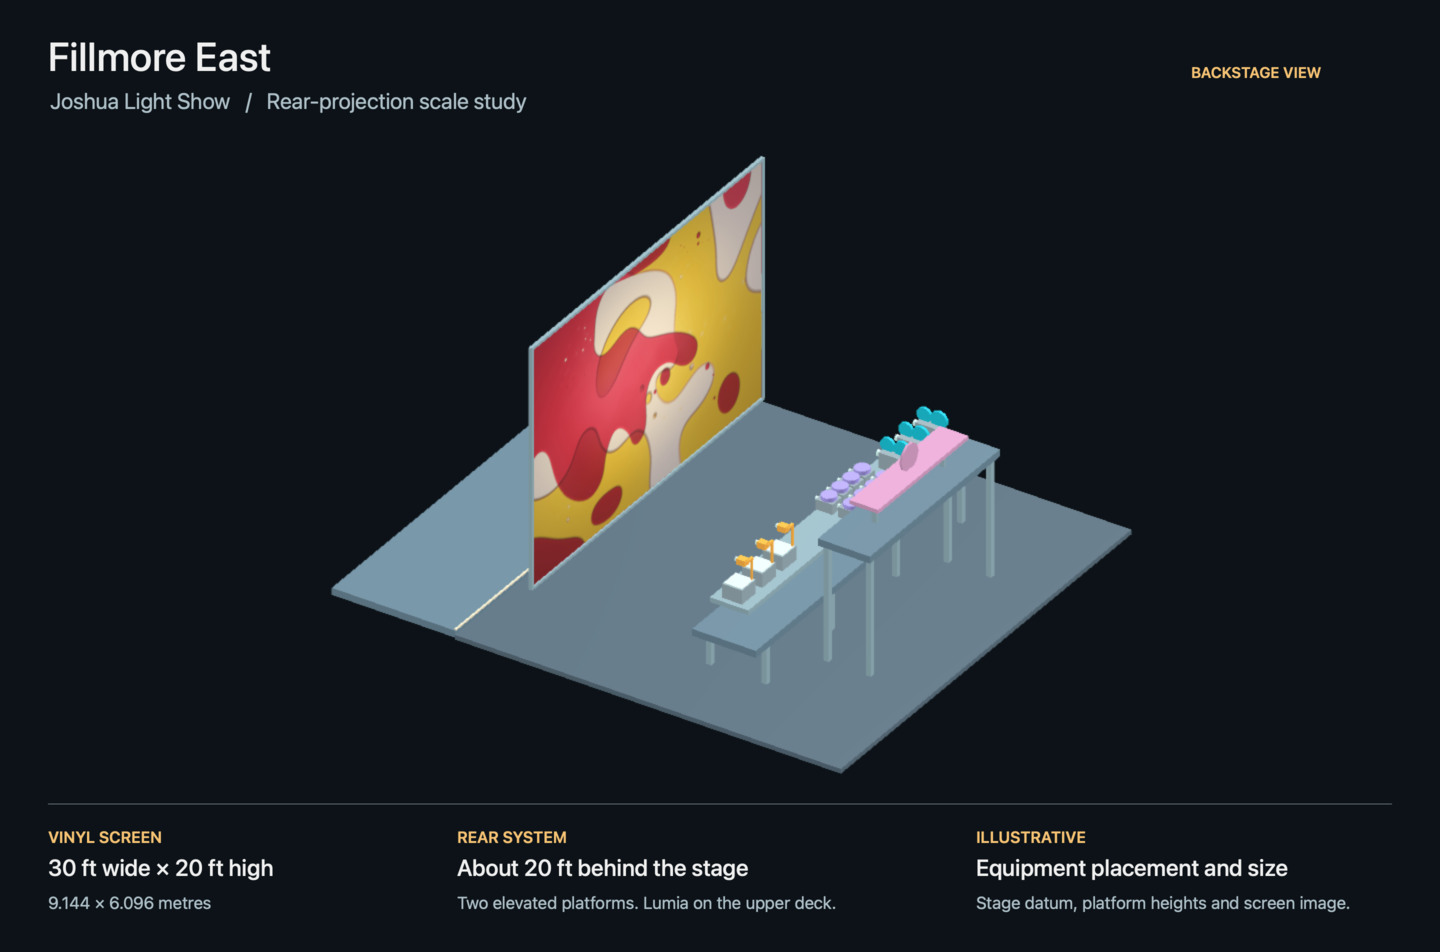 Fillmore East
Joshua Light Show / Rear-projection scale study
BACKSTAGE VIEW
VINYL SCREEN
30 ft wide × 20 ft high
9.144 × 6.096 metres
REAR SYSTEM
About 20 ft behind the stage
Two elevated platforms. Lumia on the upper deck.
ILLUSTRATIVE
Equipment placement and size
Stage datum, platform heights and screen image.